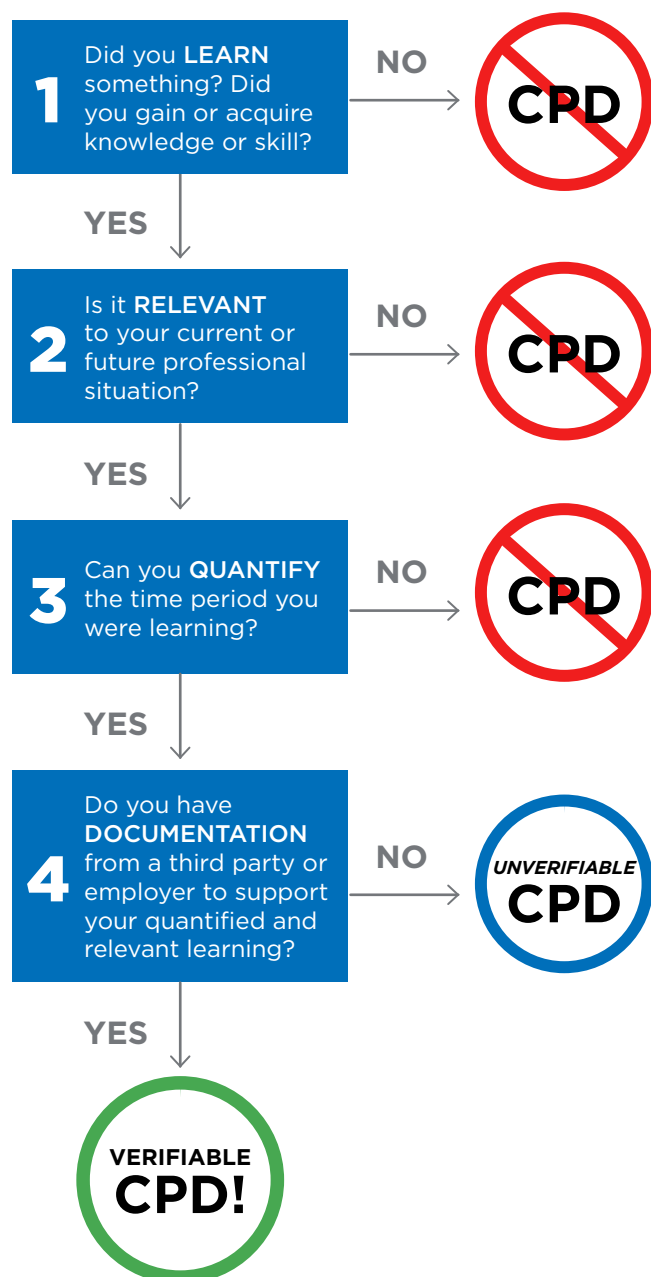 1
Did you LEARN
something? Did
you gain or acquire
knowledge or skill?
NO
CPD
YES
2
Is it RELEVANT
to your current or
future professional
situation?
NO
CPD
YES
3
Can you QUANTIFY
the time period you
were learning?
NO
CPD
YES
4
Do you have
DOCUMENTATION
from a third party or
employer to support
your quantified and
relevant learning?
NO
UNVERIFIABLE
CPD
YES
VERIFIABLE
CPD!